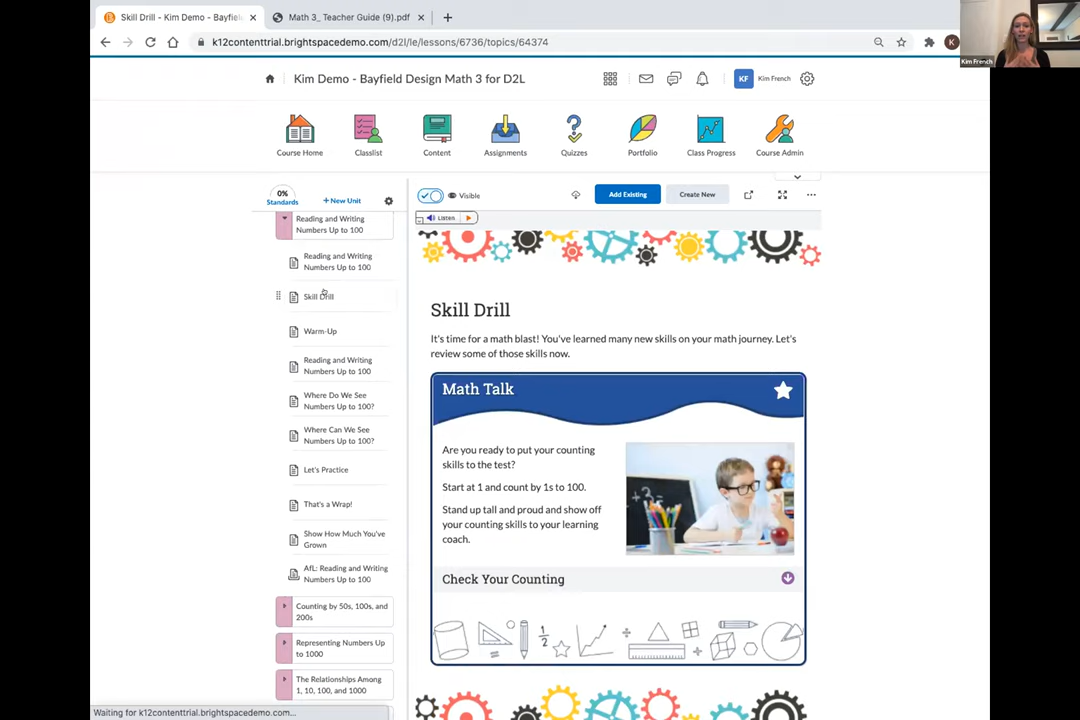 Skill Drill - Kim Demo - Bayfiel
Math 3_ Teacher Guide (9).pdf
k12contenttrial.brightspacedemo.com/d2l/le/lessons/6736/topics/64374
K
Kim French
Kim Demo - Bayfield Design Math 3 for D2L
KF
Kim French
Course Home
Classlist
Content
Assignments
Quizzes
Portfolio
Class Progress
Course Admin
0%
Standards
+ New Unit
Visible
Add Existing
Create New
Listen
Reading and Writing
Numbers Up to 100
Reading and Writing
Numbers Up to 100
Skill Drill
Warm-Up
Reading and Writing
Numbers Up to 100
Where Do We See
Numbers Up to 100?
Where Can We See
Numbers Up to 100?
Let's Practice
That's a Wrap!
Show How Much You've
Grown
AfL: Reading and Writing
Numbers Up to 100
Counting by 50s, 100s, and
200s
Representing Numbers Up
to 1000
The Relationships Among
1, 10, 100, and 1000
Skill Drill
It's time for a math blast! You've learned many new skills on your math journey. Let's
review some of those skills now.
Math Talk
Are you ready to put your counting
skills to the test?
Start at 1 and count by 1s to 100.
Stand up tall and proud and show off
your counting skills to your learning
coach.
Check Your Counting
1/2
Waiting for k12contenttrial.brightspacedemo.com...